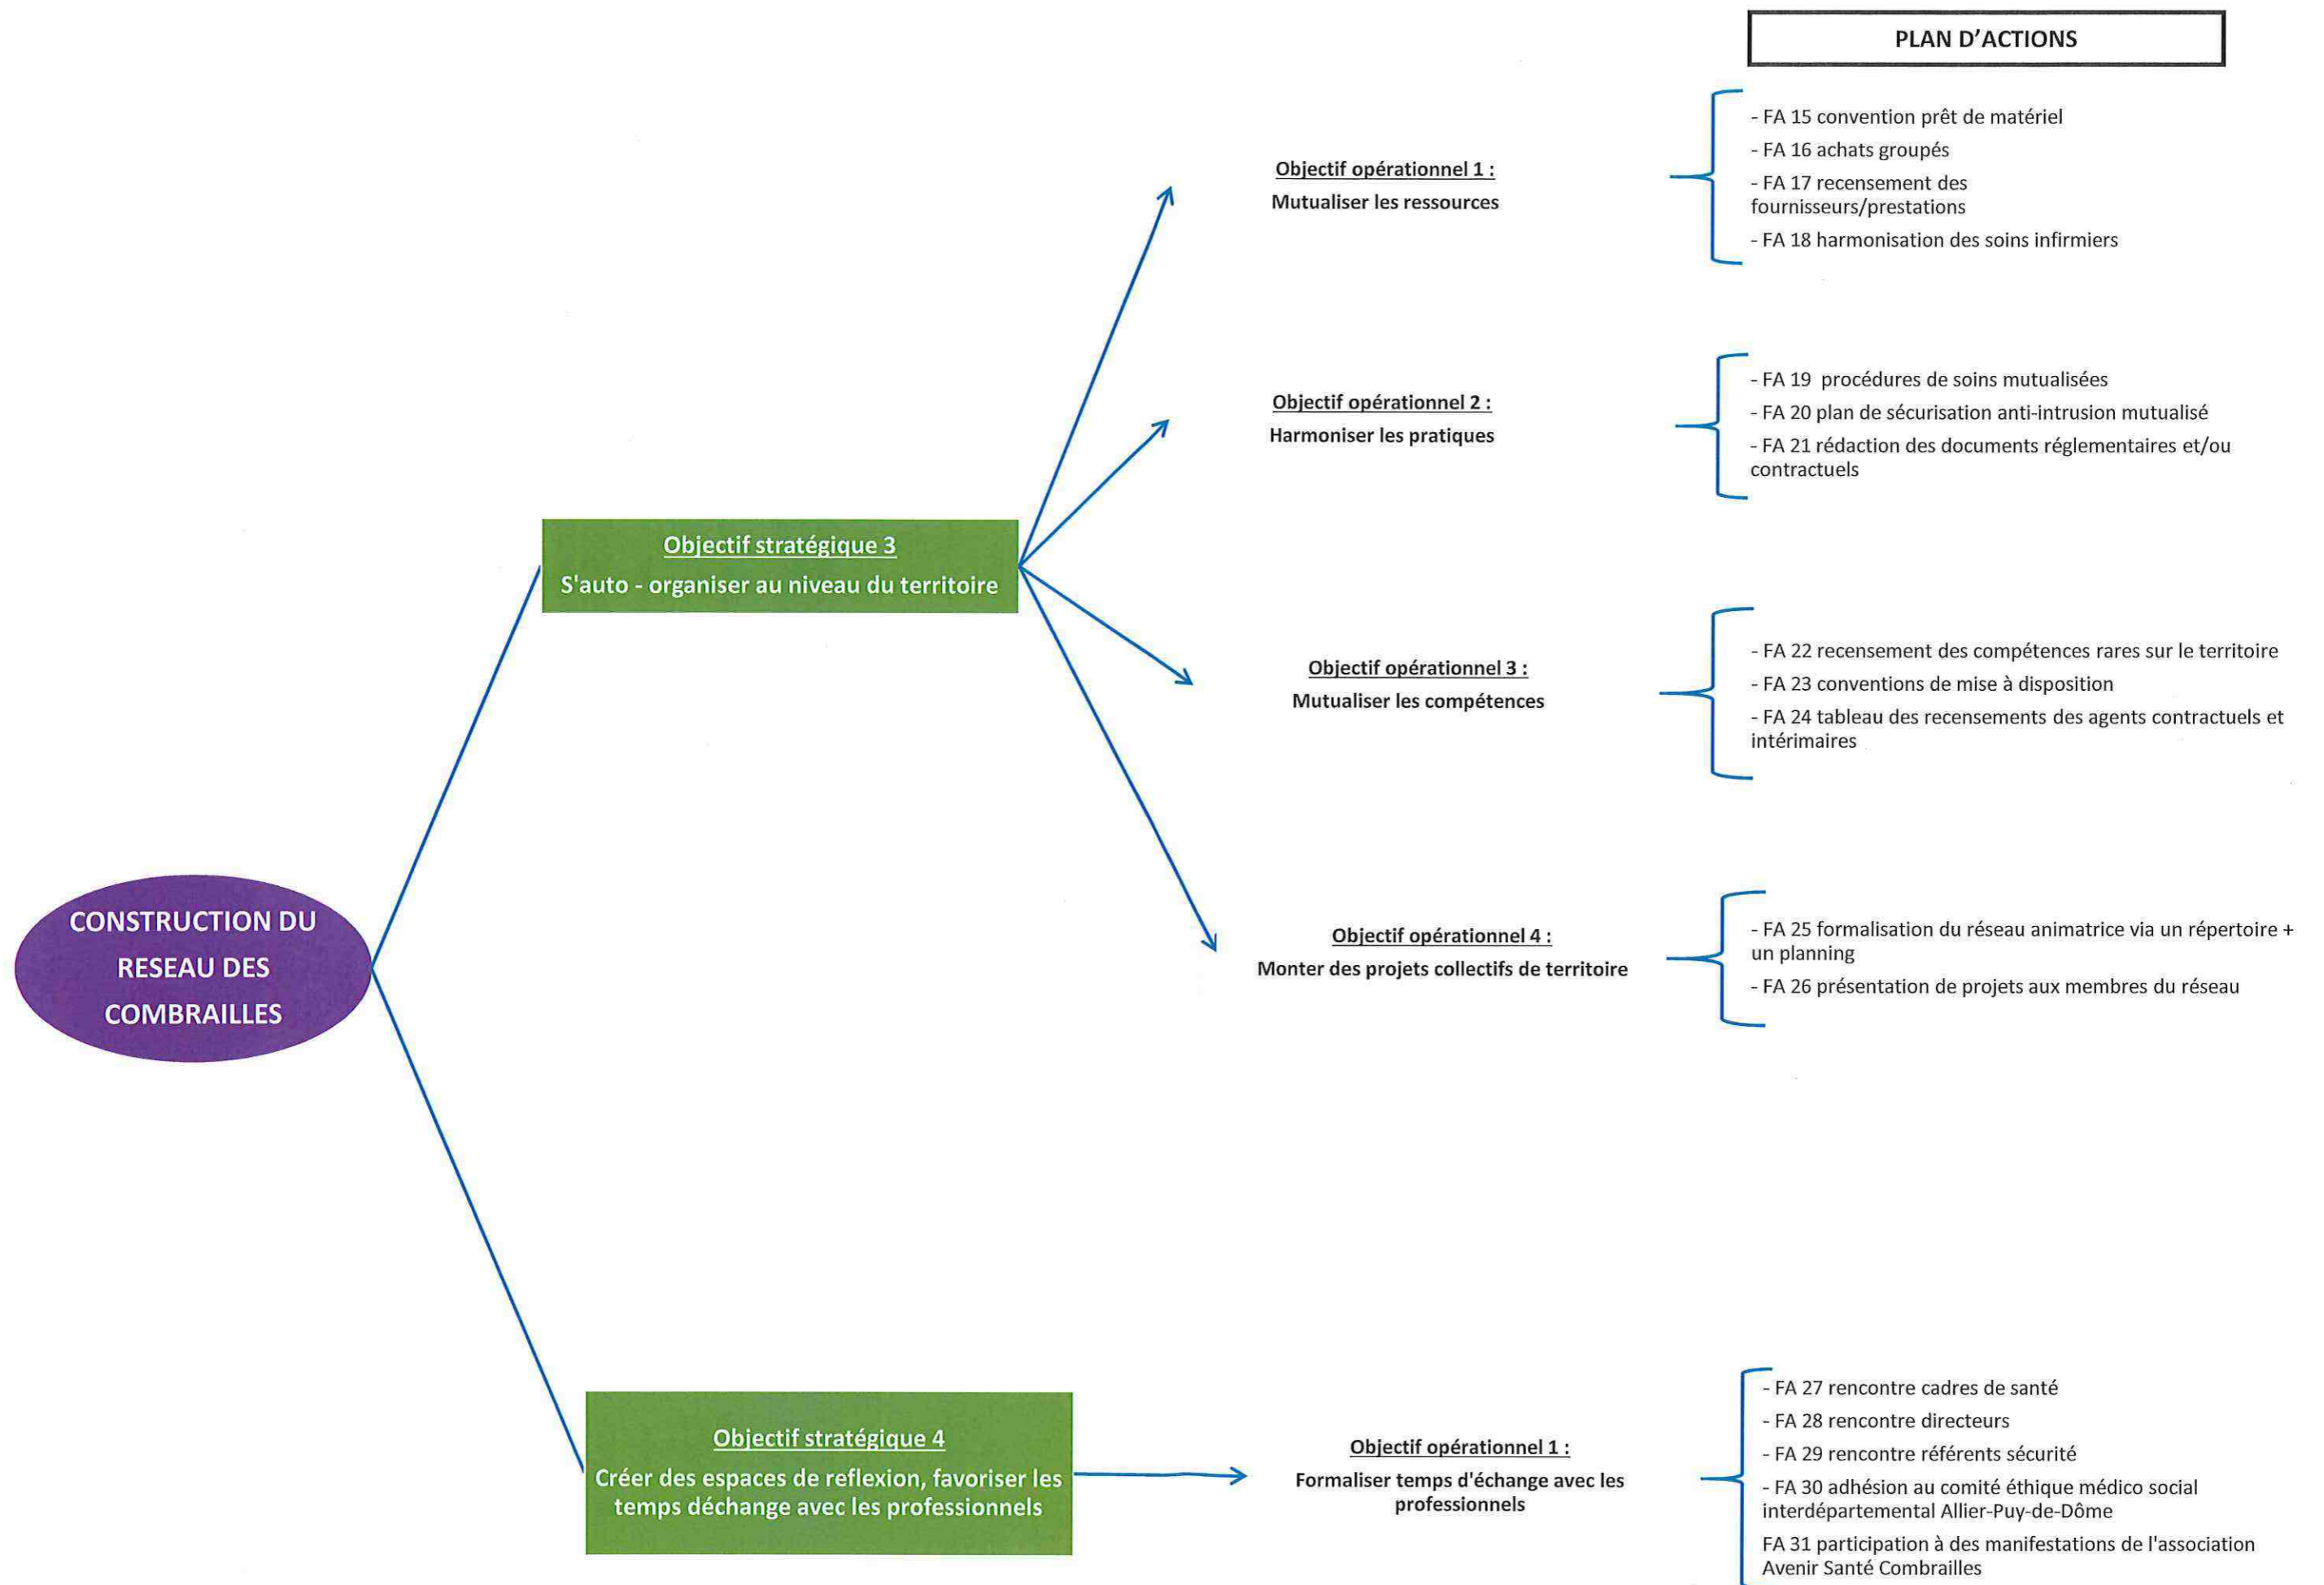 PLAN D'ACTIONS
Objectif opérationnel 1 :
Mutualiser les ressources
- FA 15 convention prêt de matériel
- FA 16 achats groupés
- FA 17 recensement des
fournisseurs/prestations
- FA 18 harmonisation des soins infirmiers
Objectif opérationnel 2 :
Harmoniser les pratiques
- FA 19  procédures de soins mutualisées
- FA 20 plan de sécurisation anti-intrusion mutualisé
- FA 21 rédaction des documents réglementaires et/ou
contractuels
Objectif stratégique 3
S'auto - organiser au niveau du territoire
Objectif opérationnel 3 :
Mutualiser les compétences
- FA 22 recensement des compétences rares sur le territoire
- FA 23 conventions de mise à disposition
- FA 24 tableau des recensements des agents contractuels et
intérimaires
CONSTRUCTION DU
RESEAU DES
COMBRAILLES
Objectif opérationnel 4 :
Monter des projets collectifs de territoire
- FA 25 formalisation du réseau animatrice via un répertoire +
un planning
- FA 26 présentation de projets aux membres du réseau
Objectif stratégique 4
Créer des espaces de reflexion, favoriser les
temps déchange avec les professionnels
Objectif opérationnel 1 :
Formaliser temps d'échange avec les
professionnels
- FA 27 rencontre cadres de santé
- FA 28 rencontre directeurs
- FA 29 rencontre référents sécurité
- FA 30 adhésion au comité éthique médico social
interdépartemental Allier-Puy-de-Dôme
FA 31 participation à des manifestations de l'association
Avenir Santé Combrailles